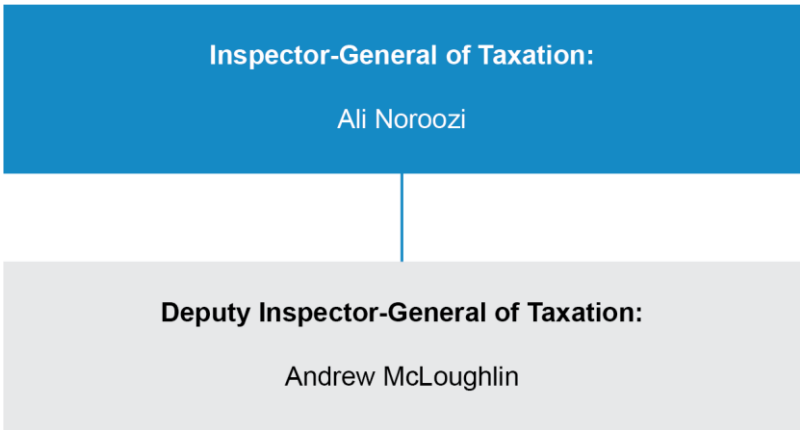 Inspector-General of Taxation:
Ali Noroozi
Deputy Inspector-General of Taxation:
Andrew McLoughlin